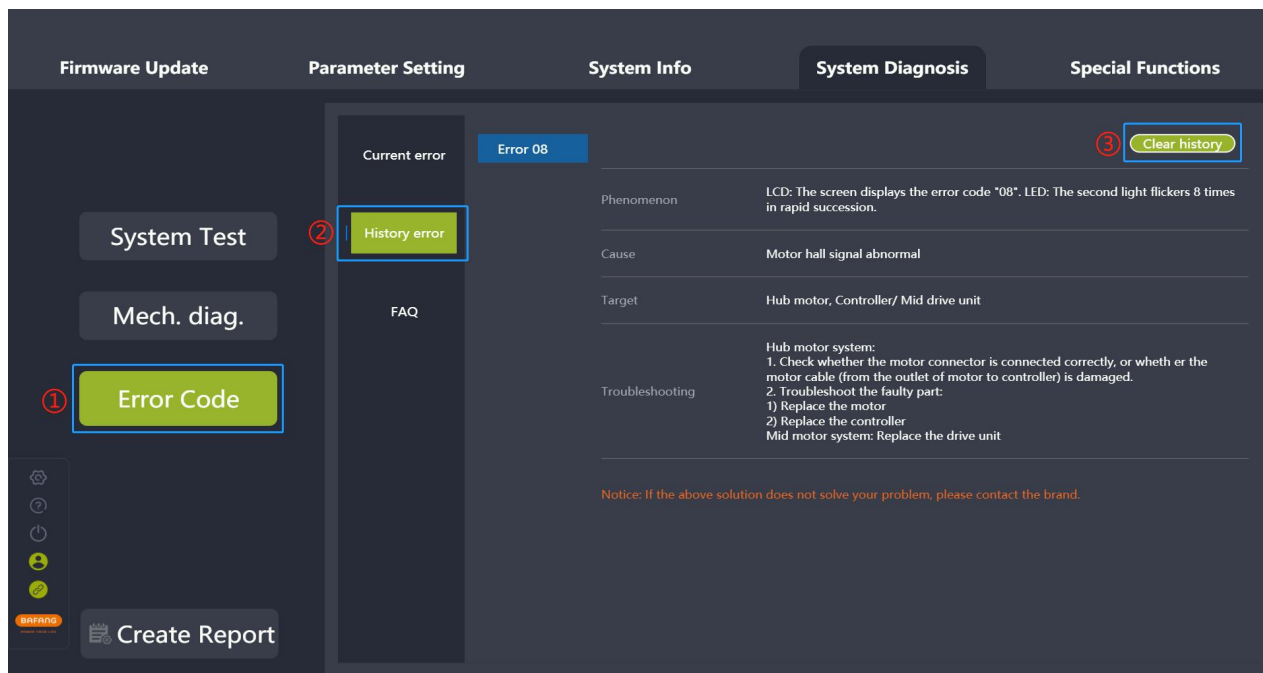 Firmware Update
Parameter Setting
System Info
System Diagnosis
Special Functions
① Error Code
System Test
Mech. diag.
Create Report
BAFANG
Current error
② History error
FAQ
Error 08
③ Clear history
Phenomenon
LCD: The screen displays the error code "08". LED: The second light flickers 8 times
in rapid succession.
Cause
Motor hall signal abnormal
Target
Hub motor, Controller/ Mid drive unit
Troubleshooting
Hub motor system:
1. Check whether the motor connector is connected correctly, or wheth er the
motor cable (from the outlet of motor to controller) is damaged.
2. Troubleshoot the faulty part:
1) Replace the motor
2) Replace the controller
Mid motor system: Replace the drive unit
Notice: If the above solution does not solve your problem, please contact the brand.